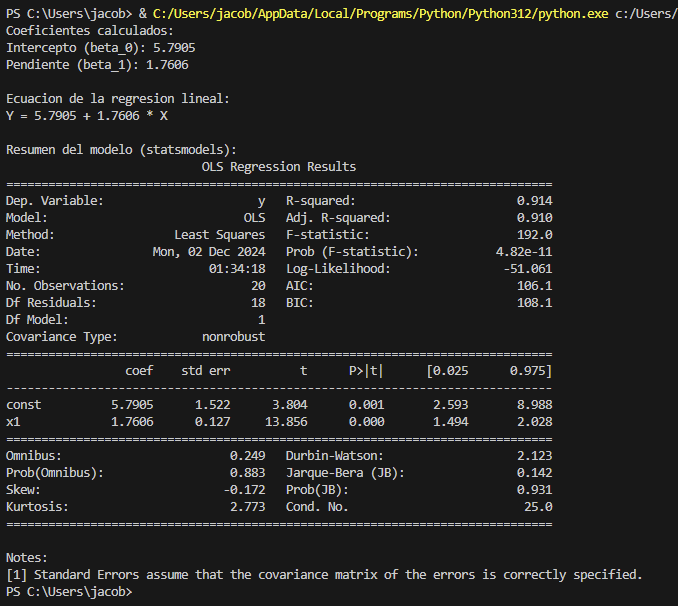 PS C:\Users\jacob> & C:/Users/jacob/AppData/Local/Programs/Python/Python312/python.exe c:/Users/
Coeficientes calculados:
Intercepto (beta_0): 5.7905
Pendiente (beta_1): 1.7606
Ecuacion de la regresion lineal:
Y = 5.7905 + 1.7606 * X
Resumen del modelo (statsmodels):
OLS Regression Results
==============================================================================
Dep. Variable: y R-squared: 0.914
Model: OLS Adj. R-squared: 0.910
Method: Least Squares F-statistic: 192.0
Date: Mon, 02 Dec 2024 Prob (F-statistic): 4.82e-11
Time: 01:34:18 Log-Likelihood: -51.061
No. Observations: 20 AIC: 106.1
Df Residuals: 18 BIC: 108.1
Df Model: 1
Covariance Type: nonrobust
==============================================================================
coef std err t P>|t| [0.025 0.975]
------------------------------------------------------------------------------
const 5.7905 1.522 3.804 0.001 2.593 8.988
x1 1.7606 0.127 13.856 0.000 1.494 2.028
==============================================================================
Omnibus: 0.249 Durbin-Watson: 2.123
Prob(Omnibus): 0.883 Jarque-Bera (JB): 0.142
Skew: -0.172 Prob(JB): 0.931
Kurtosis: 2.773 Cond. No. 25.0
==============================================================================
Notes:
[1] Standard Errors assume that the covariance matrix of the errors is correctly specified.
PS C:\Users\jacob>